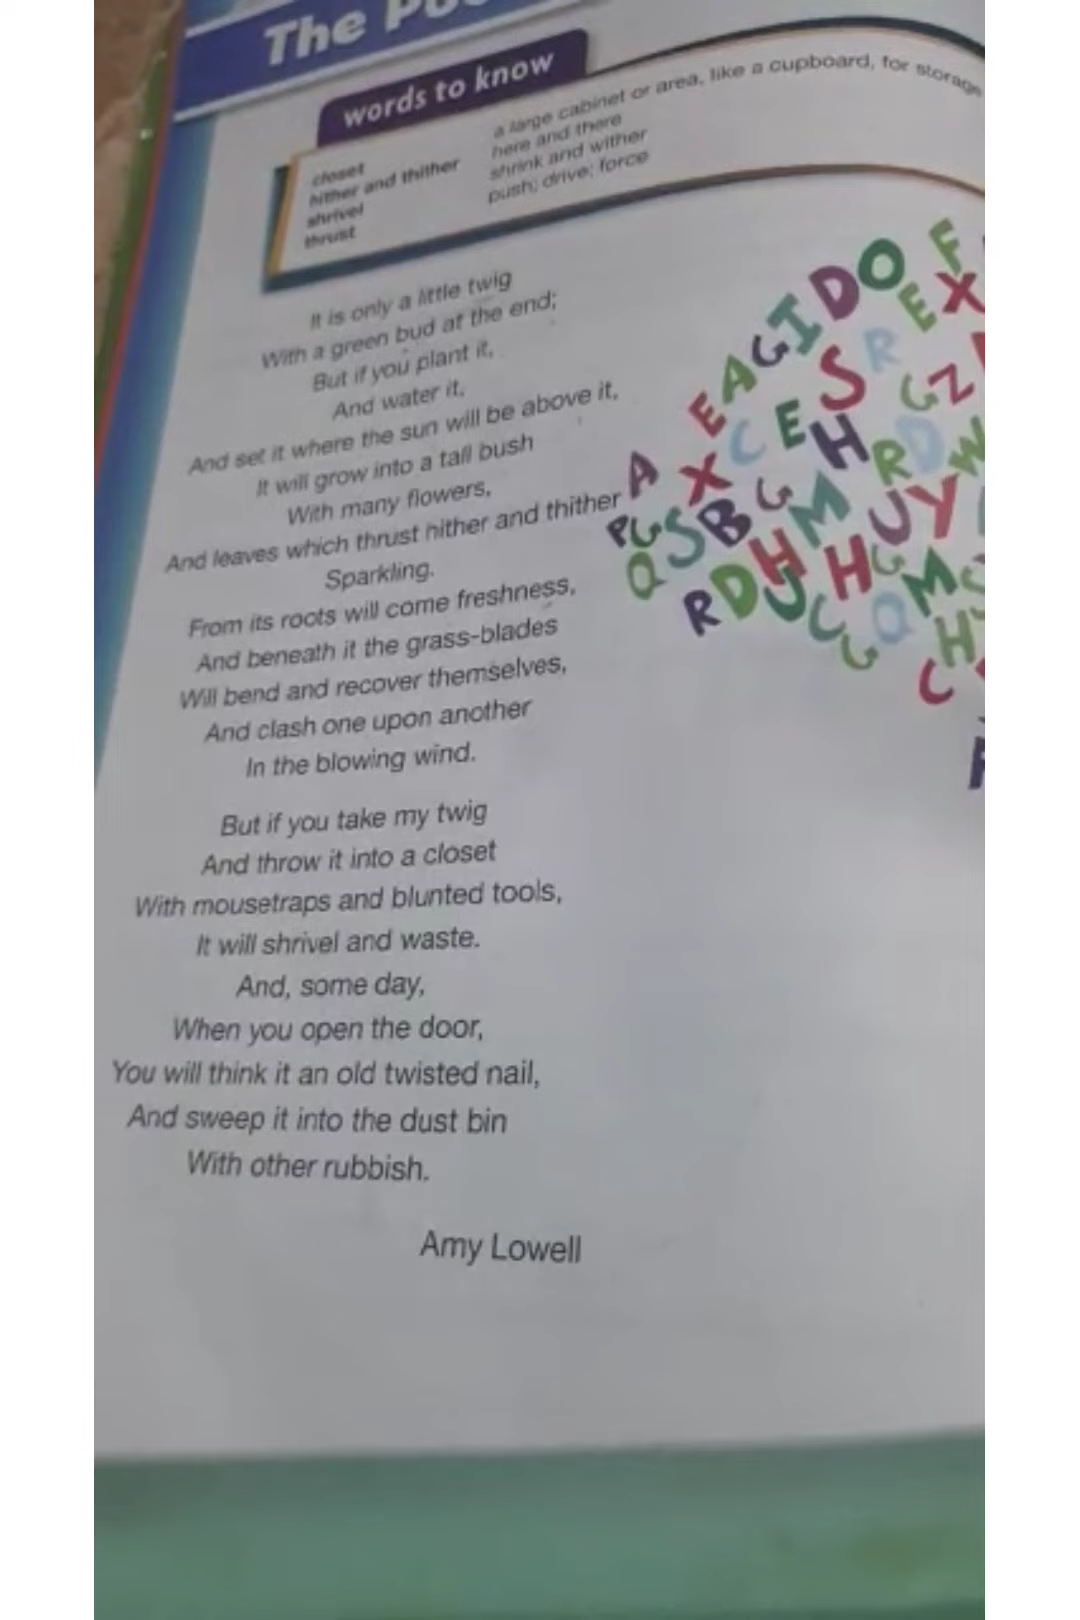 The
words to know
closet a large cabinet or area, like a cupboard, for storage
hither and thither here and there
shrivel shrink and wither
thrust push; drive; force
It is only a little twig
With a green bud at the end;
But if you plant it,
And water it,
And set it where the sun will be above it,
It will grow into a tall bush
With many flowers,
And leaves which thrust hither and thither
Sparkling.
From its roots will come freshness,
And beneath it the grass-blades
Will bend and recover themselves,
And clash one upon another
In the blowing wind.
But if you take my twig
And throw it into a closet
With mousetraps and blunted tools,
It will shrivel and waste.
And, some day,
When you open the door,
You will think it an old twisted nail,
And sweep it into the dust bin
With other rubbish.
Amy Lowell